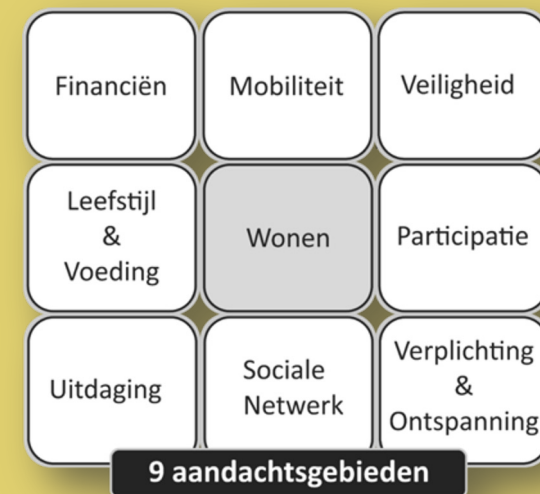 Financiën
Mobiliteit
Veiligheid
Leefstijl
&
Voeding
Wonen
Participatie
Uitdaging
Sociale
Netwerk
Verplichting
&
Ontspanning
9 aandachtsgebieden